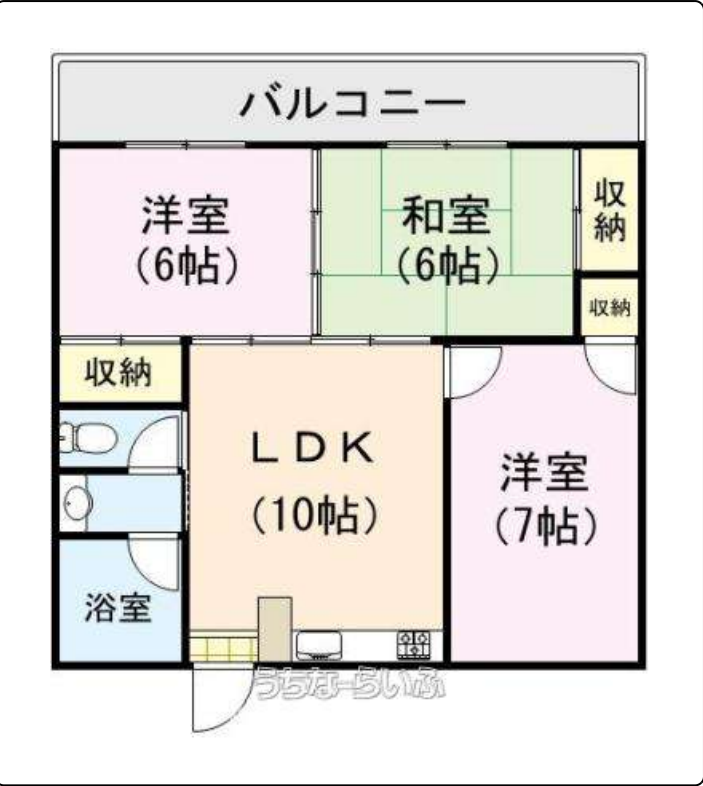 バルコニー
洋室
(6帖)
和室
(6帖)
収納
収納
収納
LDK
(10帖)
洋室
(7帖)
浴室
うちなーらいふ